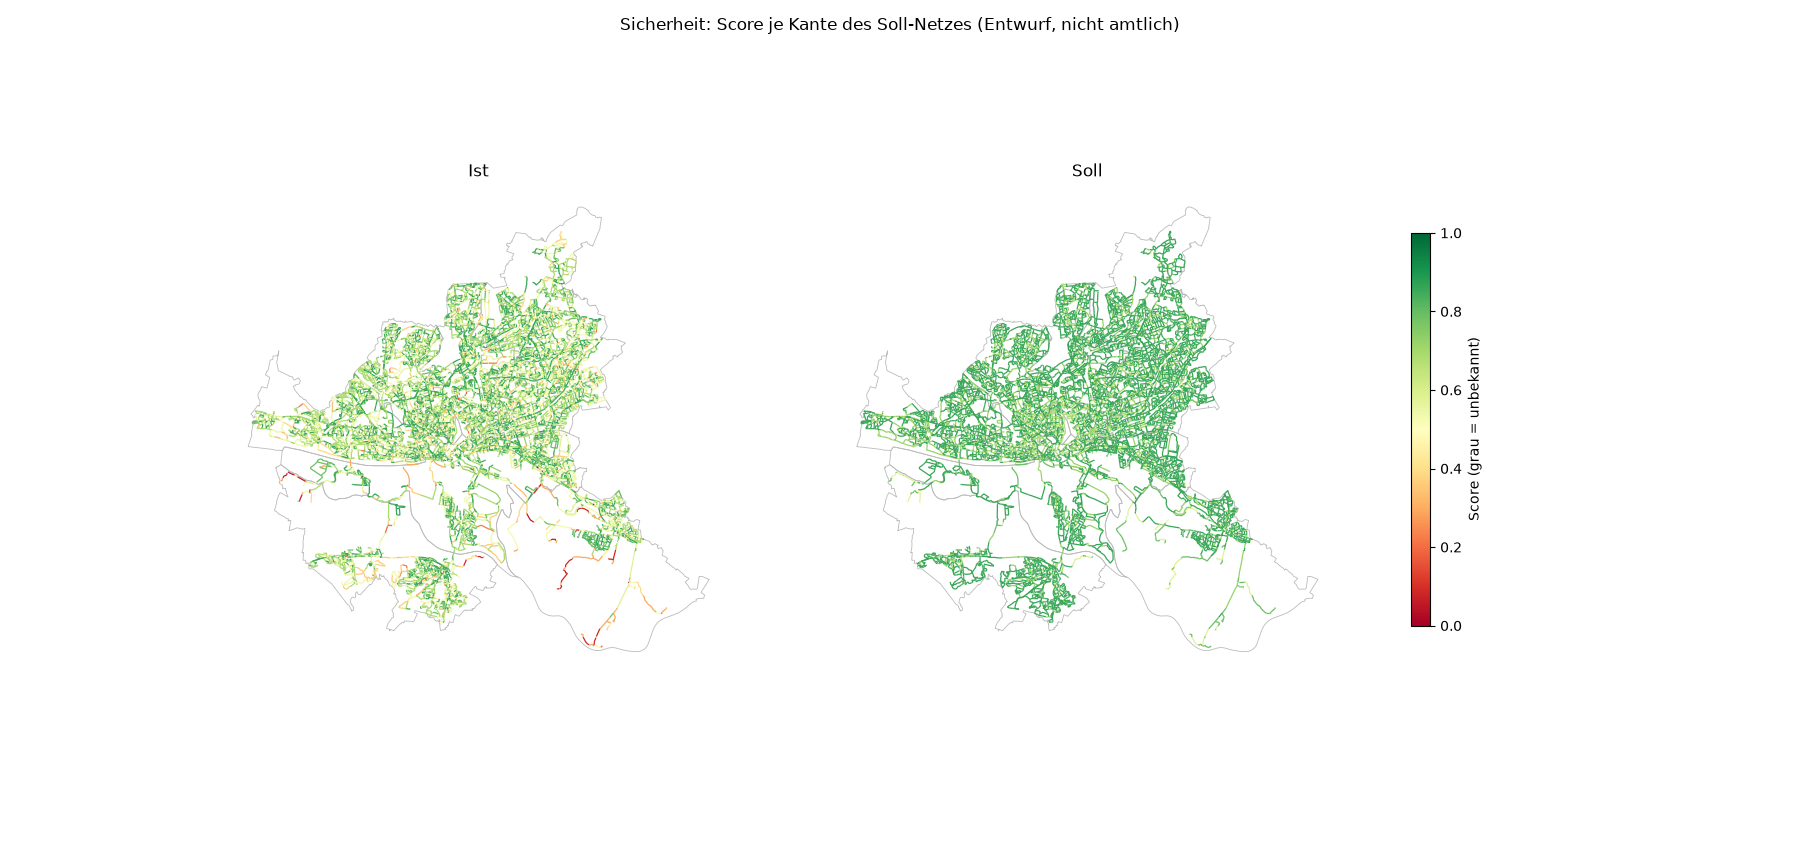 Sicherheit: Score je Kante des Soll-Netzes (Entwurf, nicht amtlich)
Ist
Soll
1.0
0.8
0.6
0.4
0.2
0.0
Score (grau = unbekannt)